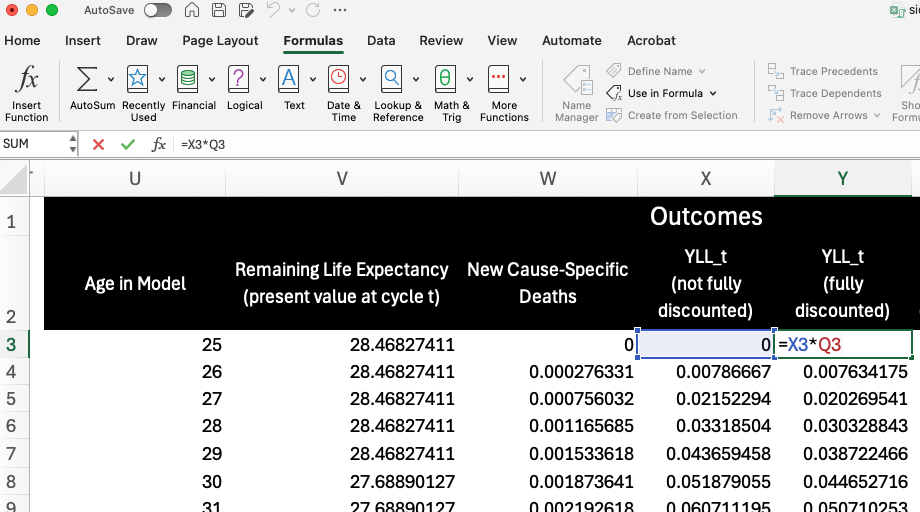 AutoSave
Home Insert Draw Page Layout Formulas Data Review View Automate Acrobat
fx Σ ? A θ
Insert Function AutoSum Recently Used Financial Logical Text Date & Time Lookup & Reference Math & Trig More Functions Name Manager
Define Name
Use in Formula
Create from Selection
Trace Precedents
Trace Dependents
Remove Arrows
SUM fx =X3*Q3
U V W X Y
1 Outcomes
2 Age in Model Remaining Life Expectancy (present value at cycle t) New Cause-Specific Deaths YLL_t (not fully discounted) YLL_t (fully discounted)
3 25 28.46827411 0 0 =X3*Q3
4 26 28.46827411 0.000276331 0.00786667 0.007634175
5 27 28.46827411 0.000756032 0.02152294 0.020269541
6 28 28.46827411 0.001165685 0.03318504 0.030328843
7 29 28.46827411 0.001533618 0.043659458 0.038722466
8 30 27.68890127 0.001873641 0.051879055 0.044652716
9 31 27.68890127 0.002192618 0.060711195 0.050710253